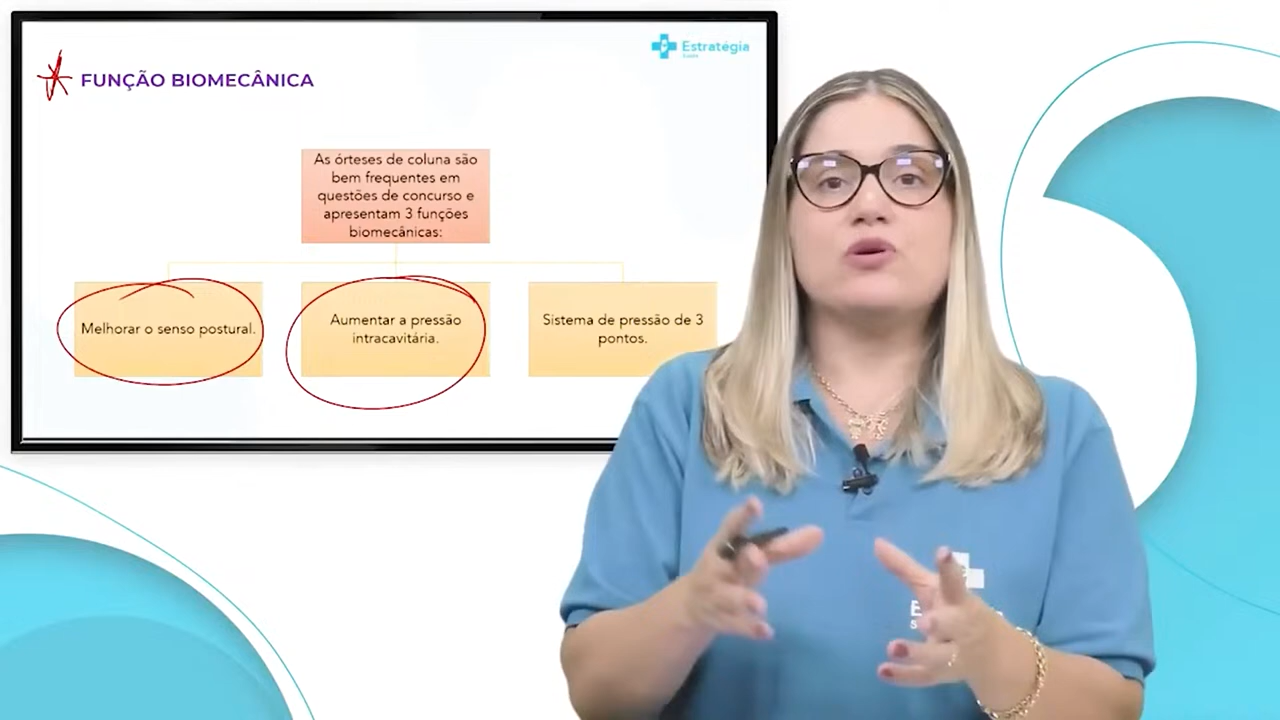 Estratégia
Saúde
FUNÇÃO BIOMECÂNICA
As órteses de coluna são
bem frequentes em
questões de concurso e
apresentam 3 funções
biomecânicas:
Melhorar o senso postural.
Aumentar a pressão
intracavitária.
Sistema de pressão de 3
pontos.